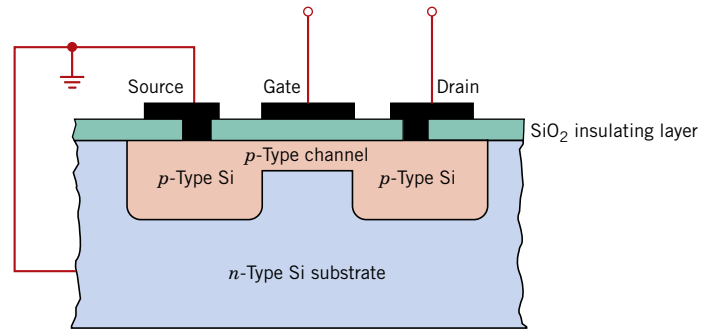 Source
Gate
Drain
SiO₂ insulating layer
p-Type channel
p-Type Si
p-Type Si
n-Type Si substrate